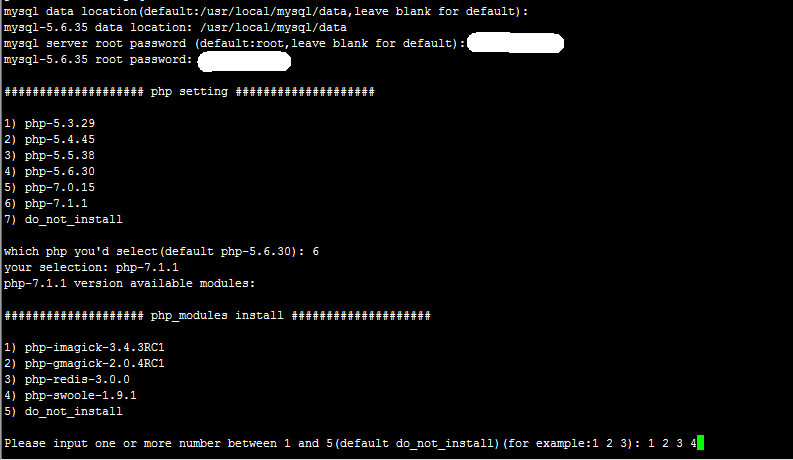 mysql data location(default:/usr/local/mysql/data,leave blank for default):
mysql-5.6.35 data location: /usr/local/mysql/data
mysql server root password (default:root,leave blank for default):
mysql-5.6.35 root password:
#################### php setting ####################
1) php-5.3.29
2) php-5.4.45
3) php-5.5.38
4) php-5.6.30
5) php-7.0.15
6) php-7.1.1
7) do_not_install
which php you'd select(default php-5.6.30): 6
your selection: php-7.1.1
php-7.1.1 version available modules:
#################### php_modules install ####################
1) php-imagick-3.4.3RC1
2) php-gmagick-2.0.4RC1
3) php-redis-3.0.0
4) php-swoole-1.9.1
5) do_not_install
Please input one or more number between 1 and 5(default do_not_install)(for example:1 2 3): 1 2 3 4